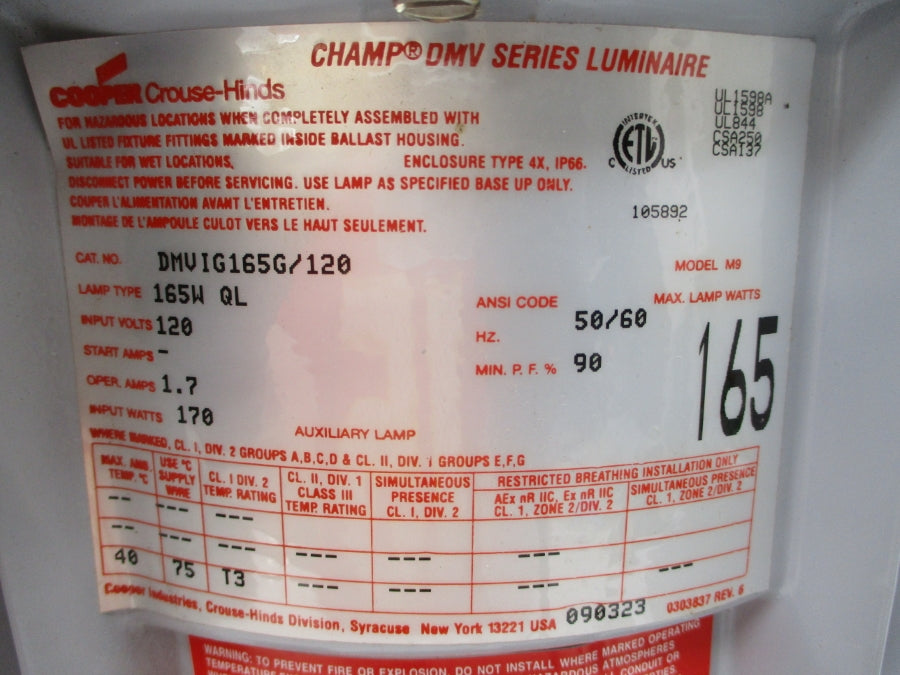 CHAMP® DMV SERIES LUMINAIRE
COOPER Crouse-Hinds
FOR HAZARDOUS LOCATIONS WHEN COMPLETELY ASSEMBLED WITH
UL LISTED FIXTURE FITTINGS MARKED INSIDE BALLAST HOUSING.
SUITABLE FOR WET LOCATIONS. ENCLOSURE TYPE 4X, IP66.
DISCONNECT POWER BEFORE SERVICING. USE LAMP AS SPECIFIED BASE UP ONLY.
COUPER L'ALIMENTATION AVANT L'ENTRETIEN.
MONTAGE DE L'AMPOULE CULOT VERS LE HAUT SEULEMENT.
INTERTEK
C ETL US
LISTED
UL1598A
UL1598
UL844
CSA250
CSA137
105892
CAT. NO. DMVIG165G/120 MODEL M9
LAMP TYPE 165W QL ANSI CODE MAX. LAMP WATTS
INPUT VOLTS 120 HZ. 50/60 165
START AMPS -
OPER. AMPS 1.7 MIN. P. F. % 90
INPUT WATTS 170
AUXILIARY LAMP
WHERE MARKED, CL. I, DIV. 2 GROUPS A,B,C,D & CL. II, DIV. 1 GROUPS E,F,G
MAX. AMB. TEMP. °C
USE °C SUPPLY WIRE
CL. I DIV. 2 TEMP. RATING
CL. II, DIV. 1 CLASS III TEMP. RATING
SIMULTANEOUS PRESENCE CL. I, DIV. 2
RESTRICTED BREATHING INSTALLATION ONLY
AEx nR IIC, Ex nR IIC CL. 1, ZONE 2/DIV. 2
SIMULTANEOUS PRESENCE CL. 1, ZONE 2/DIV. 2
-- --- ---
-- --- --- --- --- ---
40 75 T3 --- --- --- ---
Cooper Industries, Crouse-Hinds Division, Syracuse New York 13221 USA 090323 0303837 REV. 6
WARNING: TO PREVENT FIRE OR EXPLOSION, DO NOT INSTALL WHERE MARKED OPERATING
TEMPERATURE HAZARDOUS ATMOSPHERES
CONDUIT OR